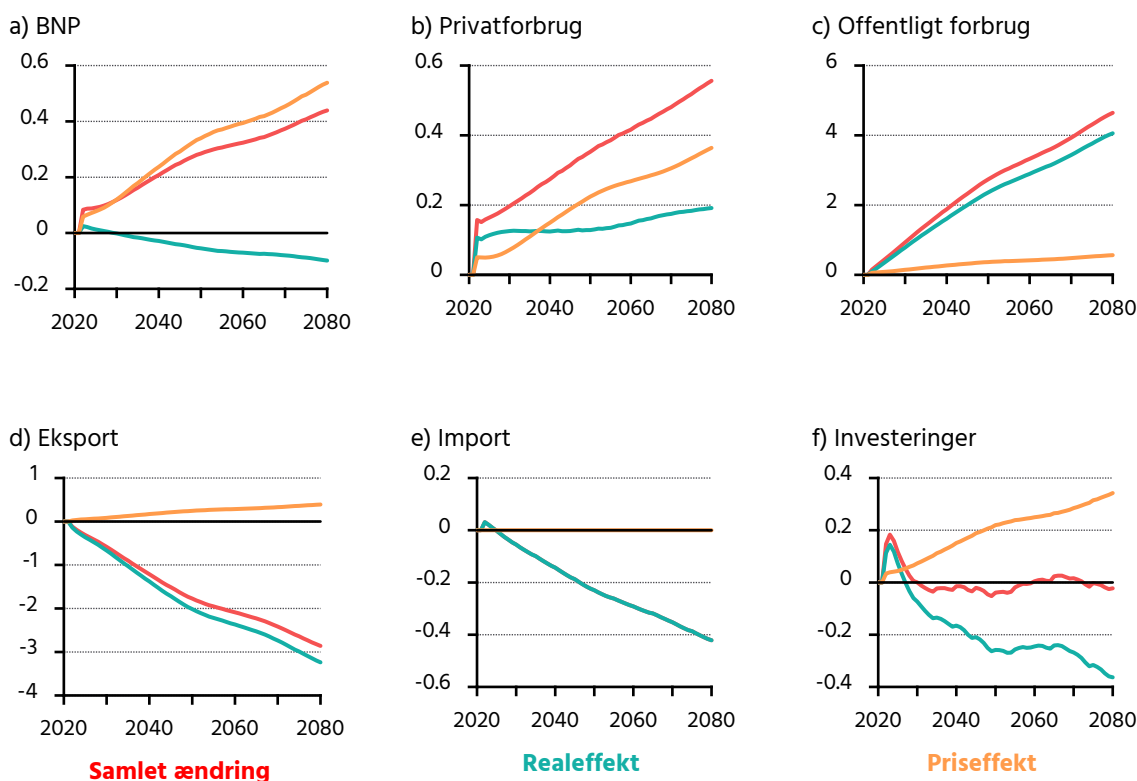 a) BNP
0.6
0.4
0.2
0
-0.2
2020 2040 2060 2080
b) Privatforbrug
0.6
0.4
0.2
0
2020 2040 2060 2080
c) Offentligt forbrug
6
4
2
0
2020 2040 2060 2080
d) Eksport
1
0
-1
-2
-3
-4
2020 2040 2060 2080
e) Import
0.2
0
-0.2
-0.4
-0.6
2020 2040 2060 2080
f) Investeringer
0.4
0.2
0
-0.2
-0.4
2020 2040 2060 2080
Samlet ændring
Realeffekt
Priseffekt